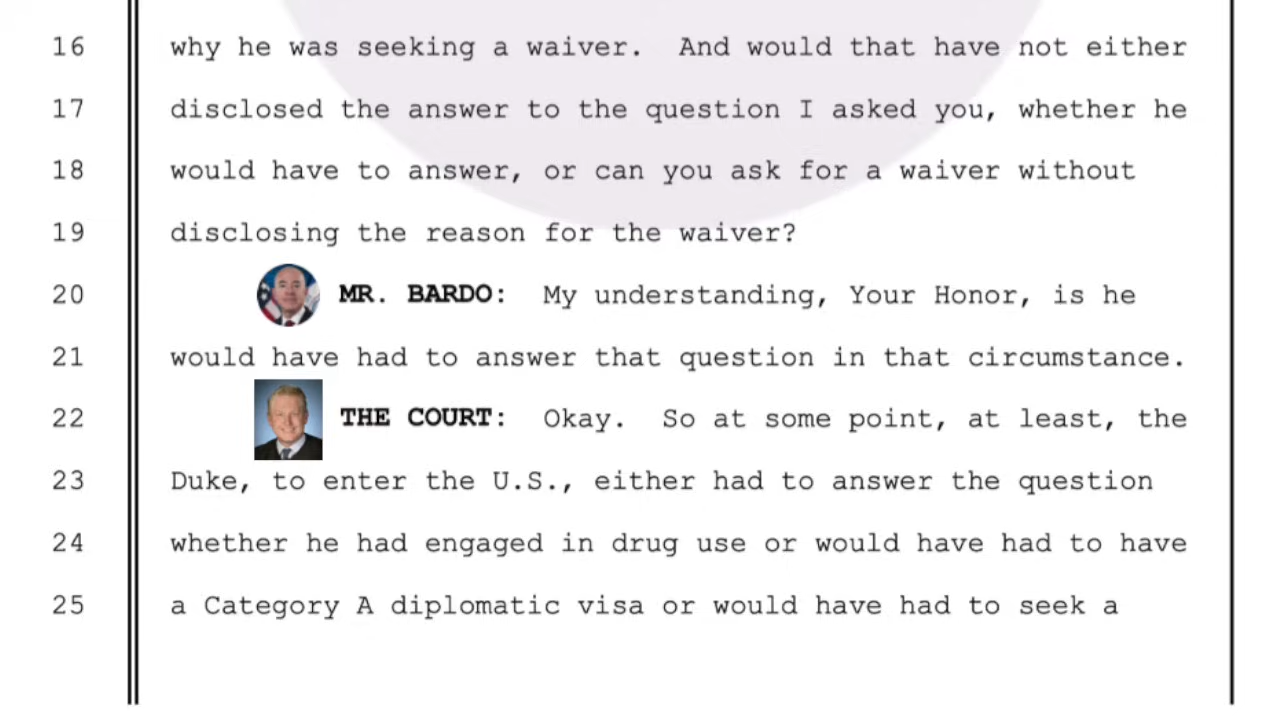 16 why he was seeking a waiver. And would that have not either
17 disclosed the answer to the question I asked you, whether he
18 would have to answer, or can you ask for a waiver without
19 disclosing the reason for the waiver?
20 MR. BARDO: My understanding, Your Honor, is he
21 would have had to answer that question in that circumstance.
22 THE COURT: Okay. So at some point, at least, the
23 Duke, to enter the U.S., either had to answer the question
24 whether he had engaged in drug use or would have had to have
25 a Category A diplomatic visa or would have had to seek a